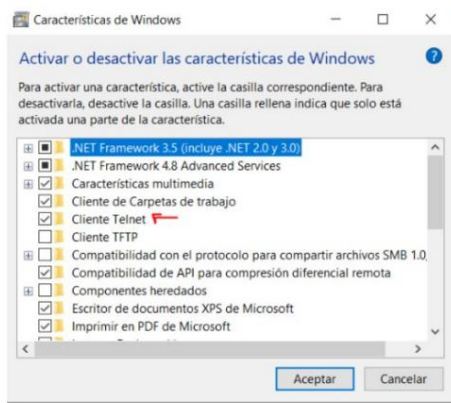 Características de Windows
Activar o desactivar las características de Windows
Para activar una característica, active la casilla correspondiente. Para
desactivarla, desactive la casilla. Una casilla rellena indica que solo está
activada una parte de la característica.
.NET Framework 3.5 (incluye .NET 2.0 y 3.0)
.NET Framework 4.8 Advanced Services
Características multimedia
Cliente de Carpetas de trabajo
Cliente Telnet
Cliente TFTP
Compatibilidad con el protocolo para compartir archivos SMB 1.0
Compatibilidad de API para compresión diferencial remota
Componentes heredados
Escritor de documentos XPS de Microsoft
Imprimir en PDF de Microsoft
Aceptar
Cancelar